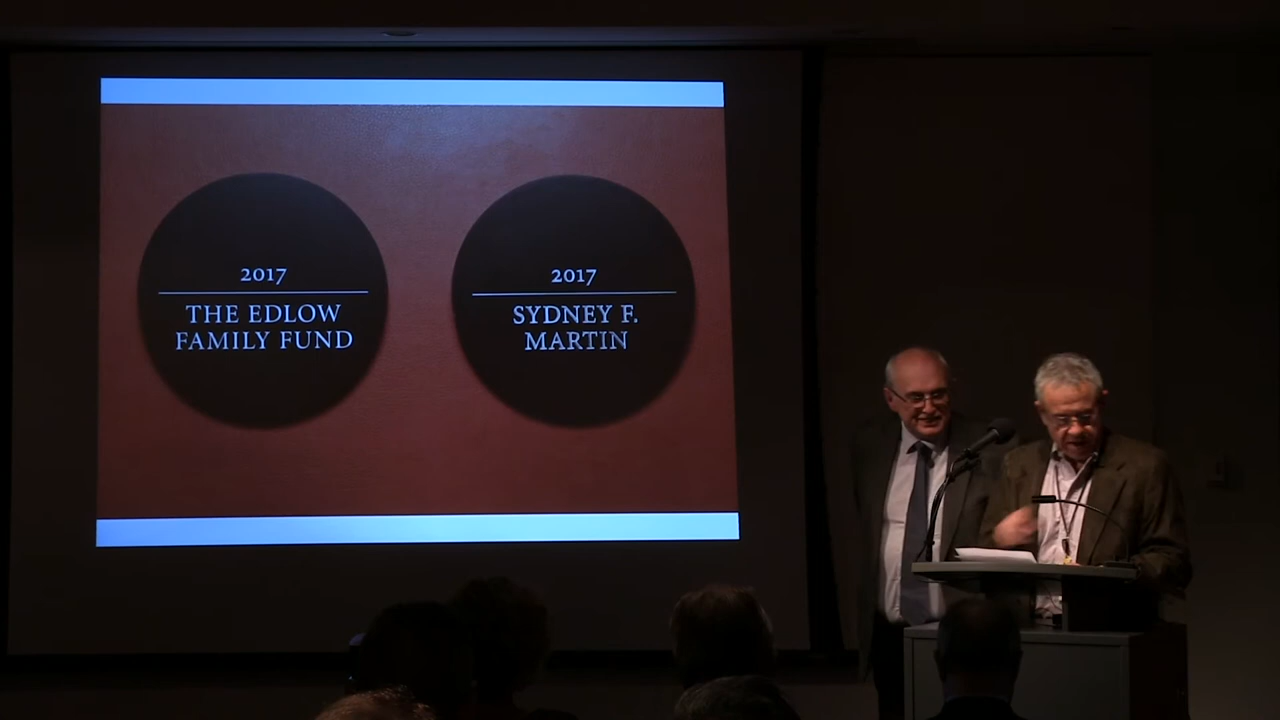 2017
THE EDLOW
FAMILY FUND
2017
SYDNEY F.
MARTIN